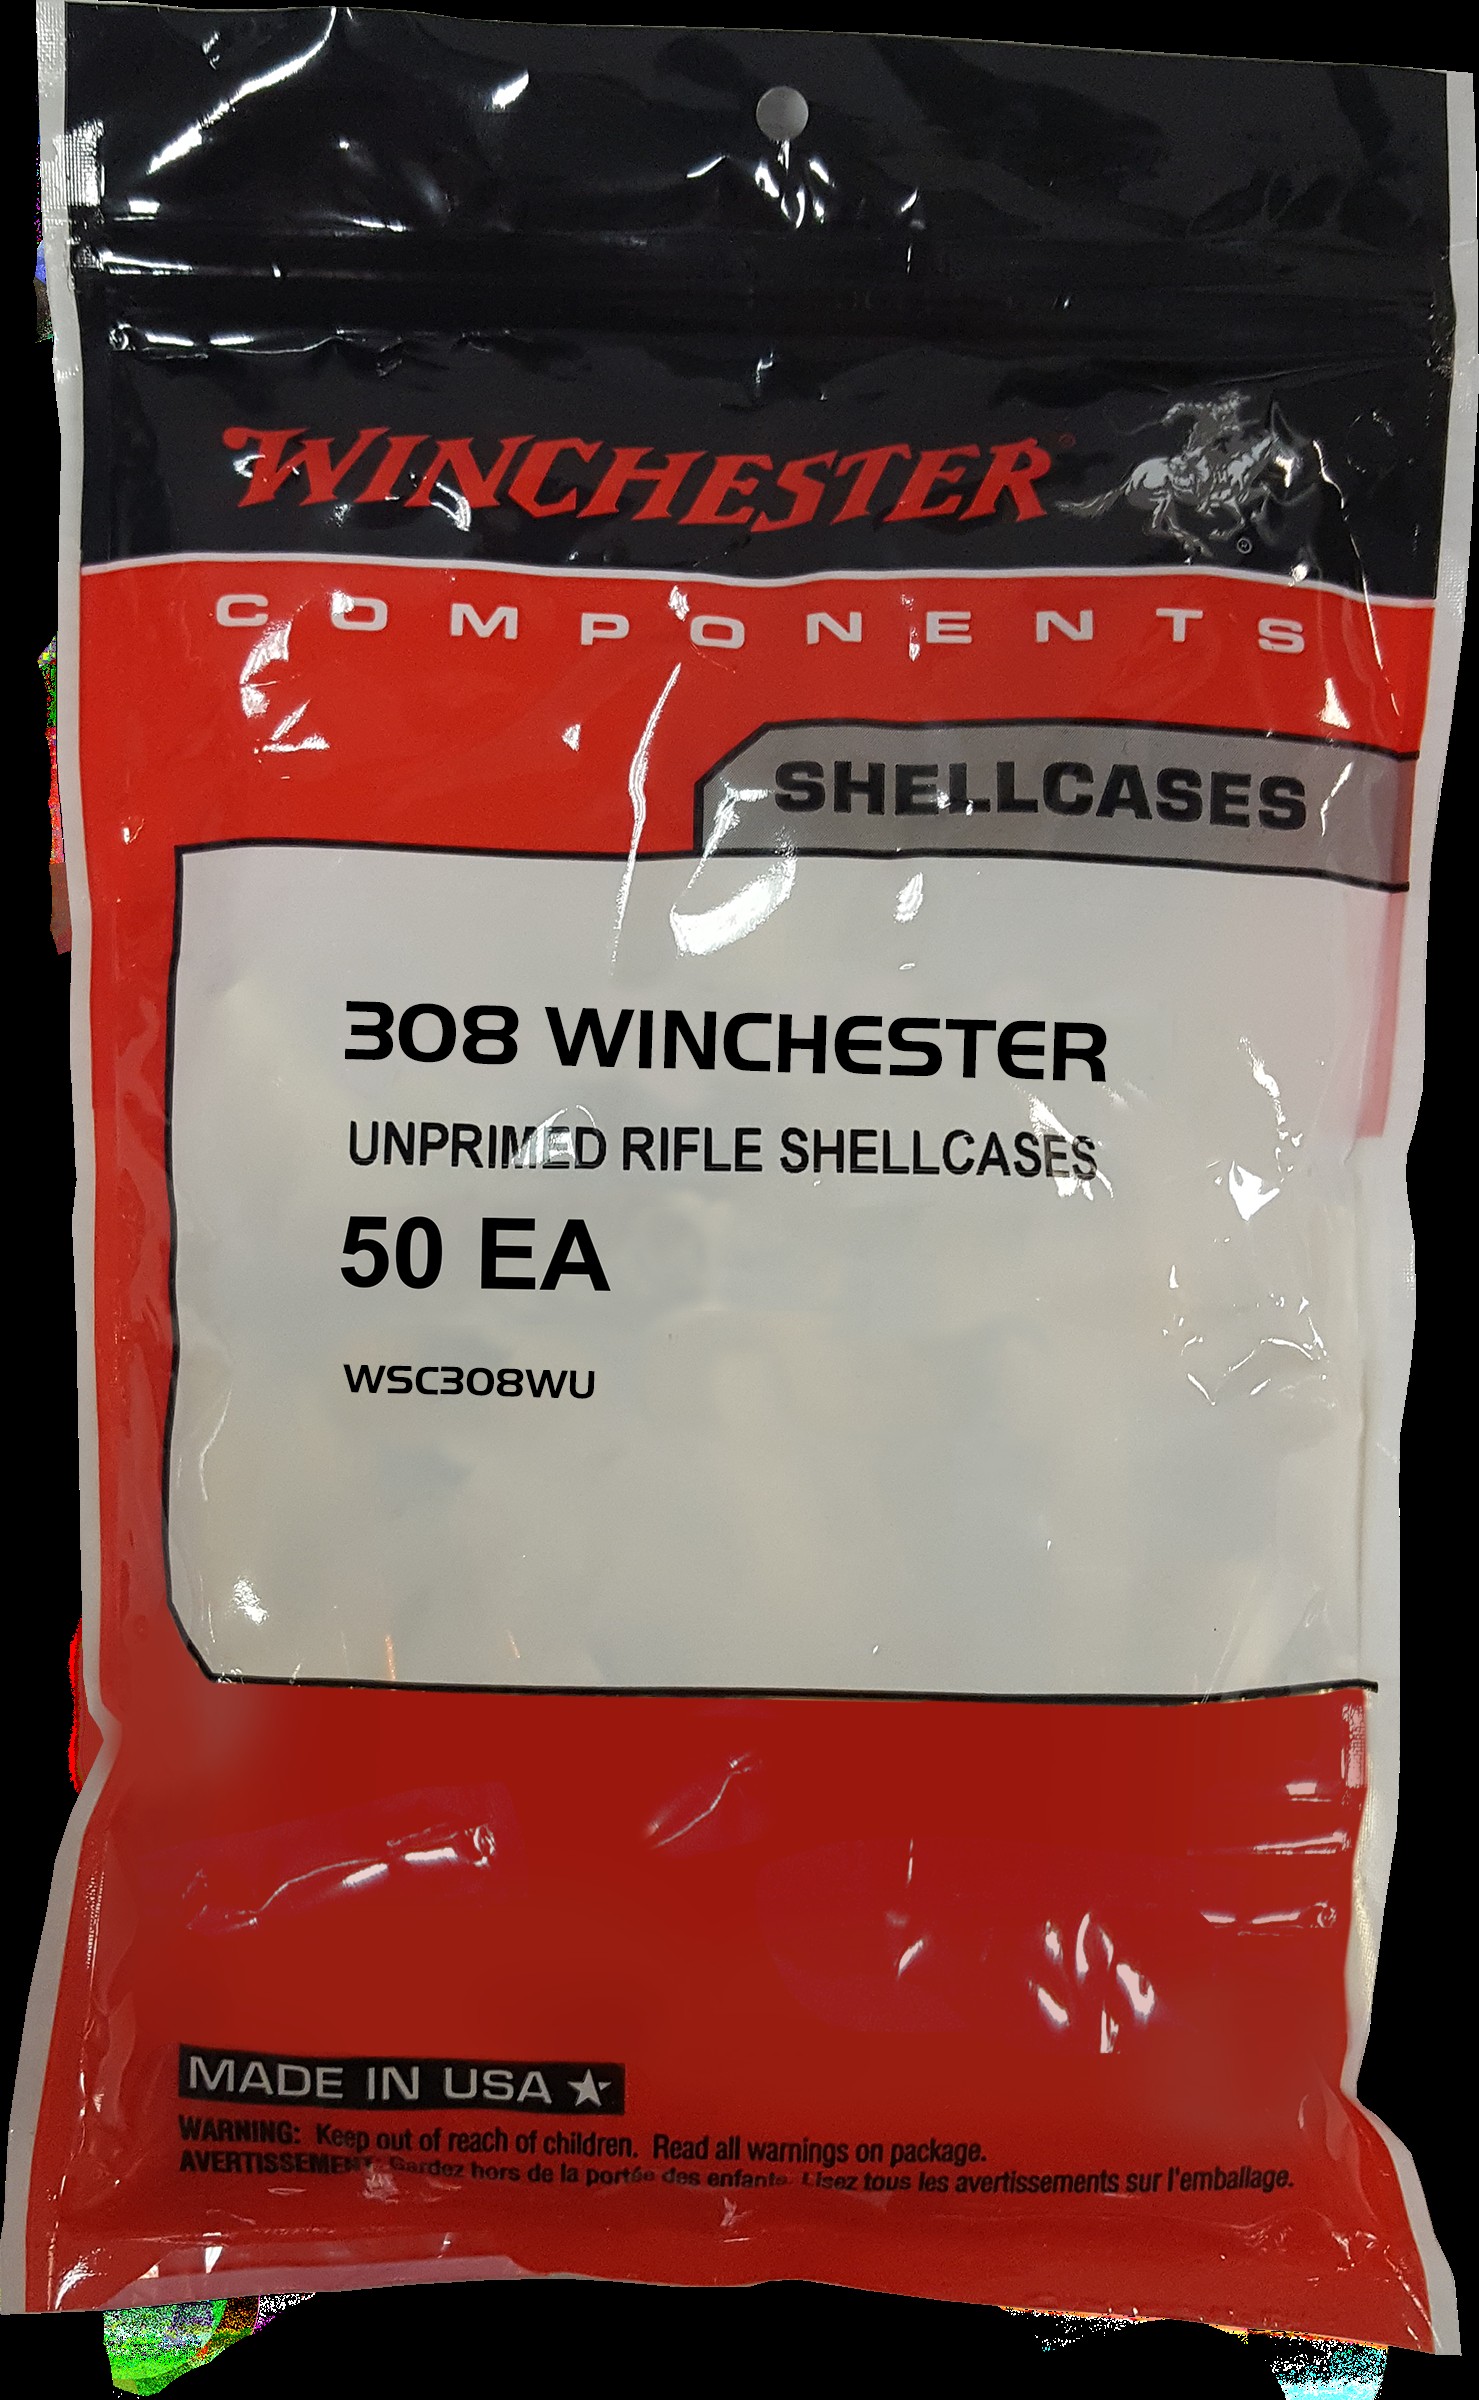 WINCHESTER®
COMPONENTS
SHELLCASES
308 WINCHESTER
UNPRIMED RIFLE SHELLCASES
50 EA
WSC308WU
MADE IN USA
WARNING: Keep out of reach of children. Read all warnings on package.
AVERTISSEMENT: Gardez hors de la portée des enfants. Lisez tous les avertissements sur l'emballage.